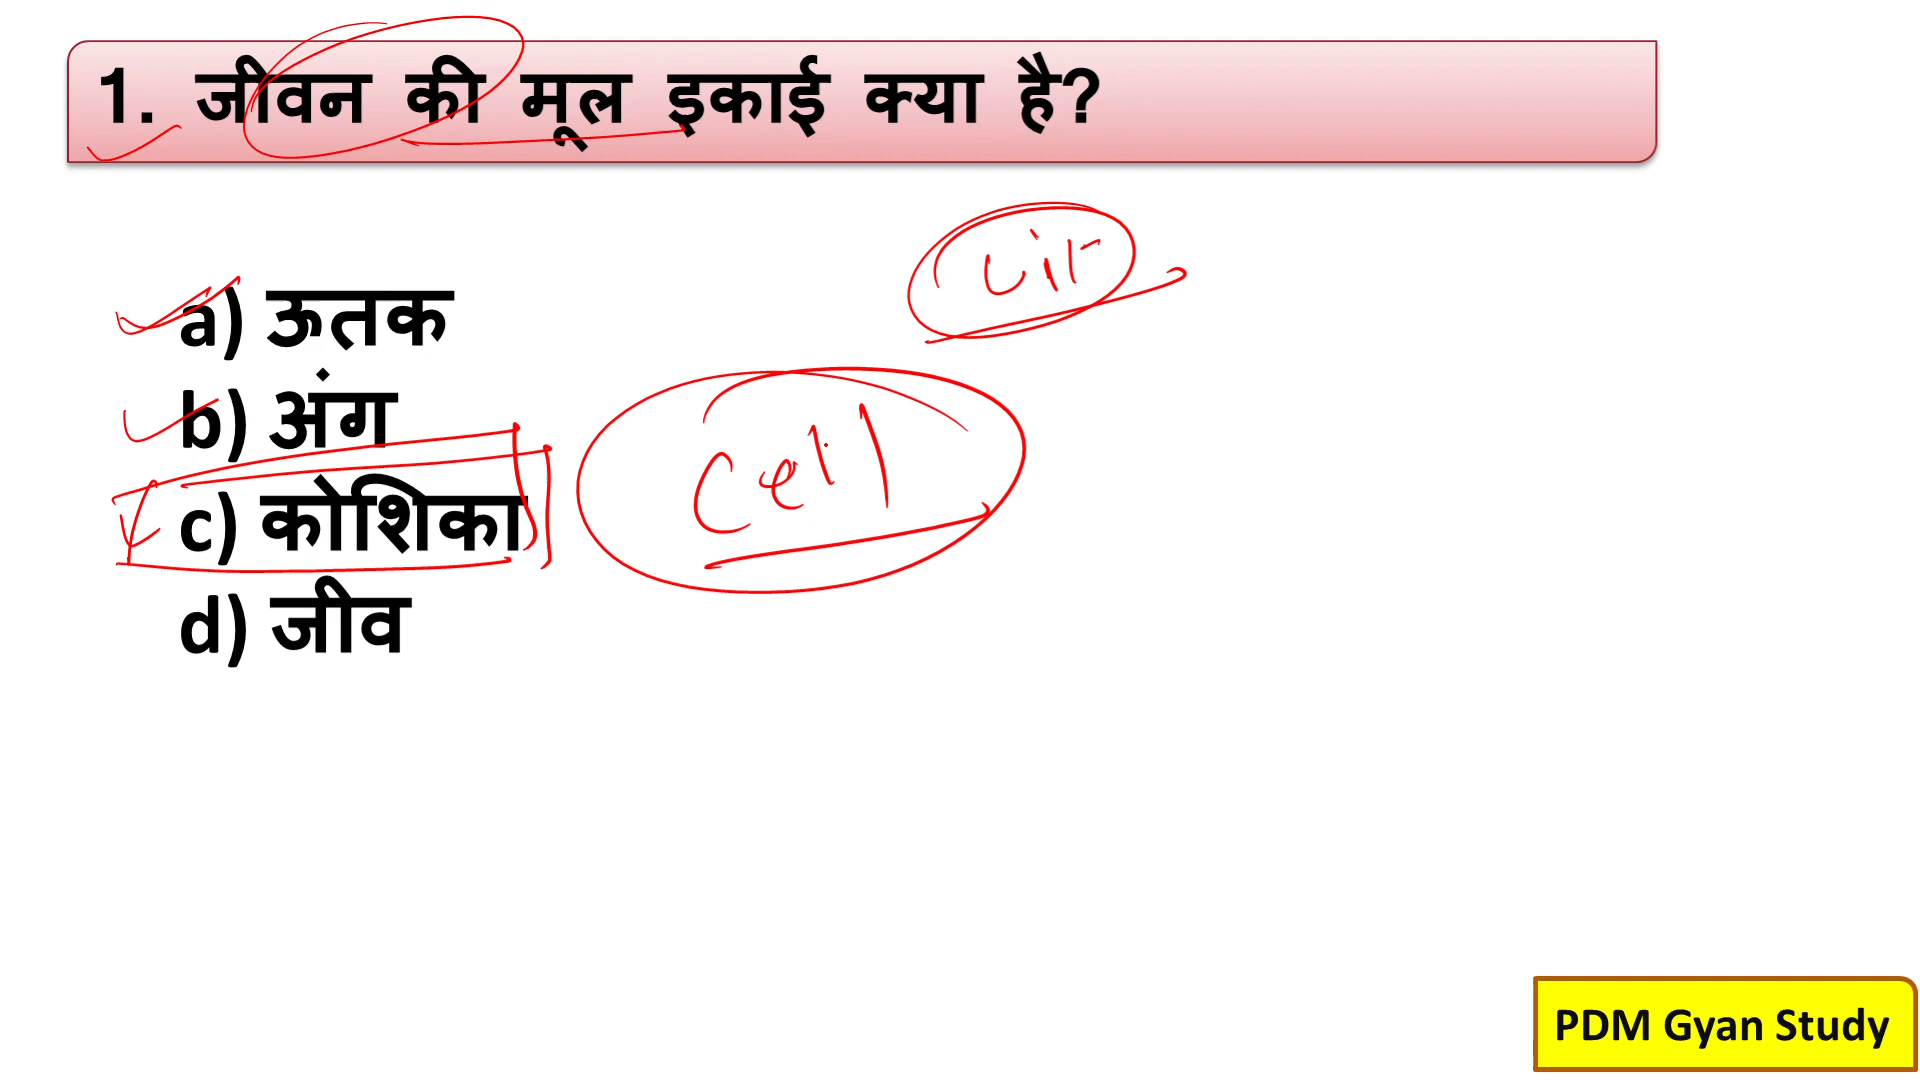 1. जीवन की मूल इकाई क्या है?
a) ऊतक
b) अंग
c) कोशिका
cell
d) जीव
PDM Gyan Study